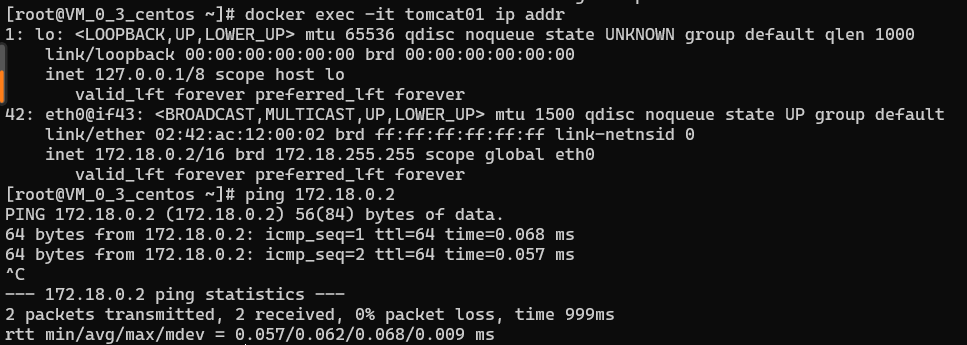 [root@VM_0_3_centos ~]# docker exec -it tomcat01 ip addr
1: lo: <LOOPBACK,UP,LOWER_UP> mtu 65536 qdisc noqueue state UNKNOWN group default qlen 1000
    link/loopback 00:00:00:00:00:00 brd 00:00:00:00:00:00
    inet 127.0.0.1/8 scope host lo
       valid_lft forever preferred_lft forever
42: eth0@if43: <BROADCAST,MULTICAST,UP,LOWER_UP> mtu 1500 qdisc noqueue state UP group default
    link/ether 02:42:ac:12:00:02 brd ff:ff:ff:ff:ff:ff link-netnsid 0
    inet 172.18.0.2/16 brd 172.18.255.255 scope global eth0
       valid_lft forever preferred_lft forever
[root@VM_0_3_centos ~]# ping 172.18.0.2
PING 172.18.0.2 (172.18.0.2) 56(84) bytes of data.
64 bytes from 172.18.0.2: icmp_seq=1 ttl=64 time=0.068 ms
64 bytes from 172.18.0.2: icmp_seq=2 ttl=64 time=0.057 ms
^C
--- 172.18.0.2 ping statistics ---
2 packets transmitted, 2 received, 0% packet loss, time 999ms
rtt min/avg/max/mdev = 0.057/0.062/0.068/0.009 ms